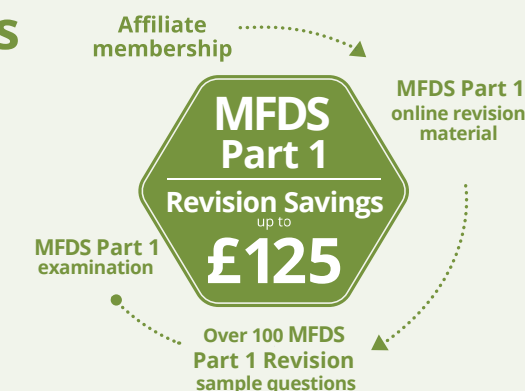 s
Affiliate
membership
MFDS Part 1
online revision
material
MFDS
Part 1
Revision Savings
up to
£125
MFDS Part 1
examination
Over 100 MFDS
Part 1 Revision
sample questions